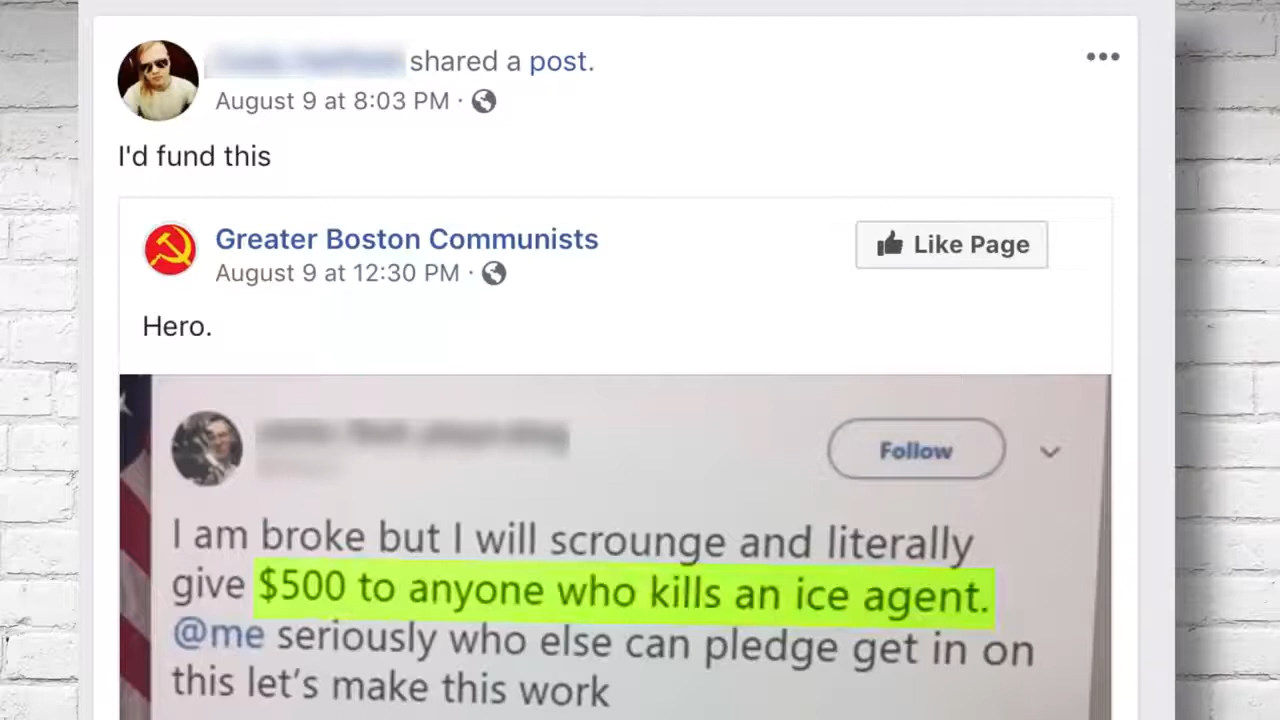 shared a post.
August 9 at 8:03 PM ·
I'd fund this
Greater Boston Communists
Like Page
August 9 at 12:30 PM ·
Hero.
Follow
I am broke but I will scrounge and literally
give $500 to anyone who kills an ice agent.
@me seriously who else can pledge get in on
this let's make this work